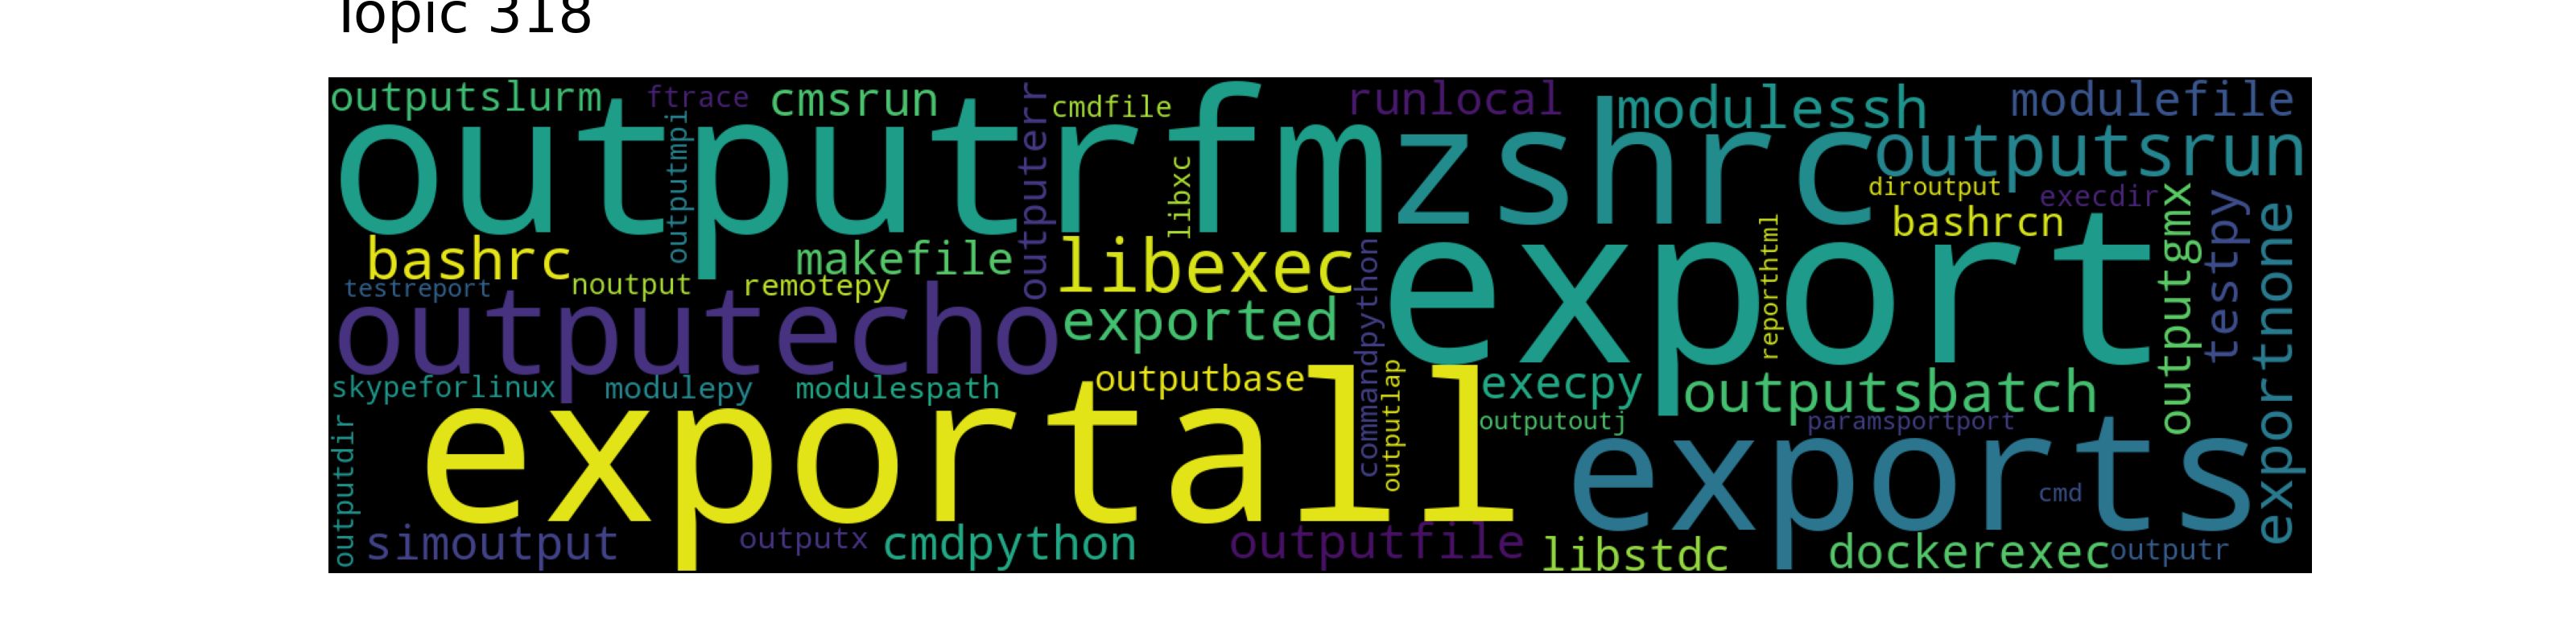 Topic 318
outputslurm
ftrace
cmsrun
outputerr
cmdfile
runlocal
modulessh
modulefile
outputrfm
outputmpi
libxc
zshrc
outputsrun
diroutput
execdir
bashrcn
outputgmx
testpy
exportnone
bashrc
makefile
libexec
commandpython
export
reporthtml
testreport
noutput
remotepy
outputecho
exported
skypeforlinux
modulepy
modulespath
outputbase
outputlap
execpy
outputsbatch
outputoutj
paramsportport
outputdir
exportall
exports
cmd
simoutput
outputx
cmdpython
outputfile
libstdc
dockerexec
outputr